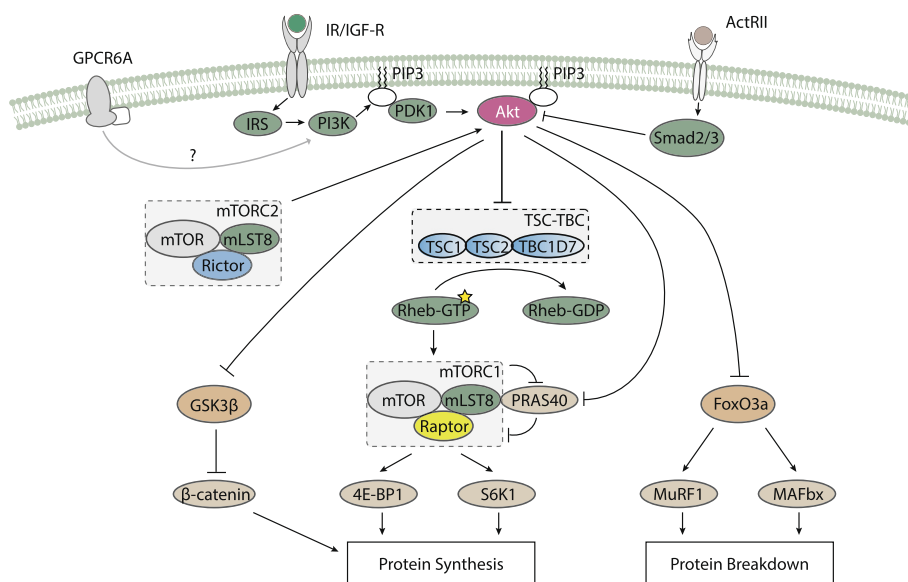 IR/IGF-R
ActRII
GPCR6A
PIP3
PIP3
PDK1
Akt
IRS
PI3K
Smad2/3
?
mTORC2
mTOR
mLST8
Rictor
TSC-TBC
TSC1
TSC2
TBC1D7
Rheb-GTP
Rheb-GDP
mTORC1
mTOR
mLST8
PRAS40
Raptor
GSK3β
FoxO3a
β-catenin
4E-BP1
S6K1
MuRF1
MAFbx
Protein Synthesis
Protein Breakdown